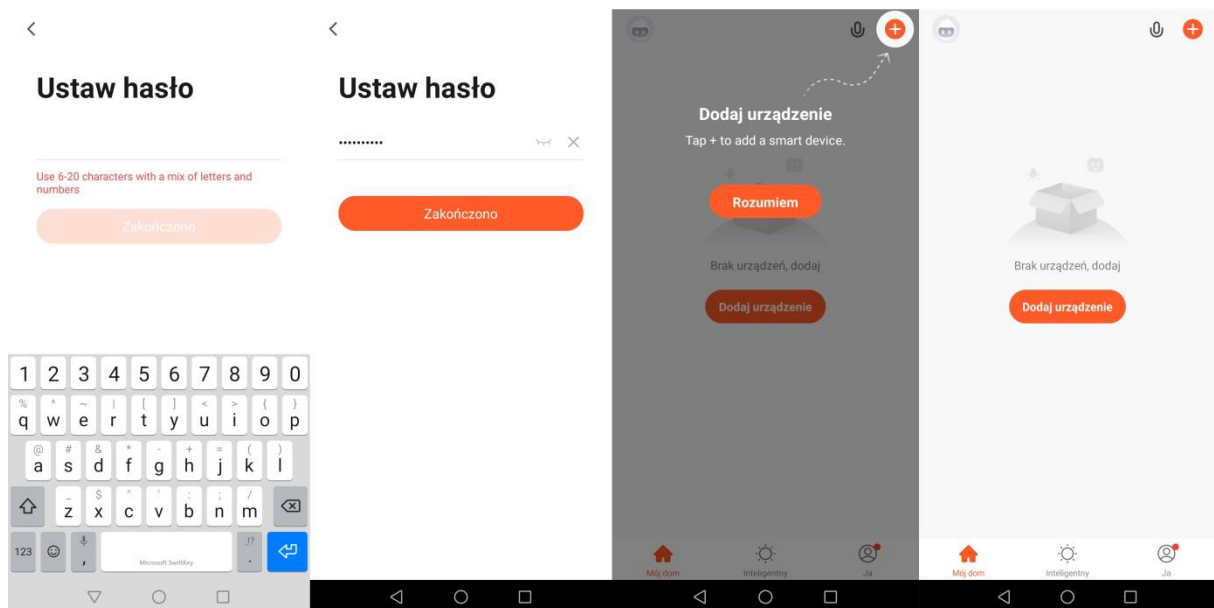 Ustaw hasło
Use 6-20 characters with a mix of letters and
numbers
Zakończono
1 2 3 4 5 6 7 8 9 0
% ^ ~ | [ ] < > { }
q w e r t y u i o p
@ # & * - + = ( )
a s d f g h j k l
_ $ " ' : ; /
z x c v b n m
123 , Microsoft SwiftKey ,!? .
Ustaw hasło
••••••••••
Zakończono
Dodaj urządzenie
Tap + to add a smart device.
Rozumiem
Brak urządzeń, dodaj
Dodaj urządzenie
Mój dom Inteligentny Ja
Brak urządzeń, dodaj
Dodaj urządzenie
Mój dom Inteligentny Ja